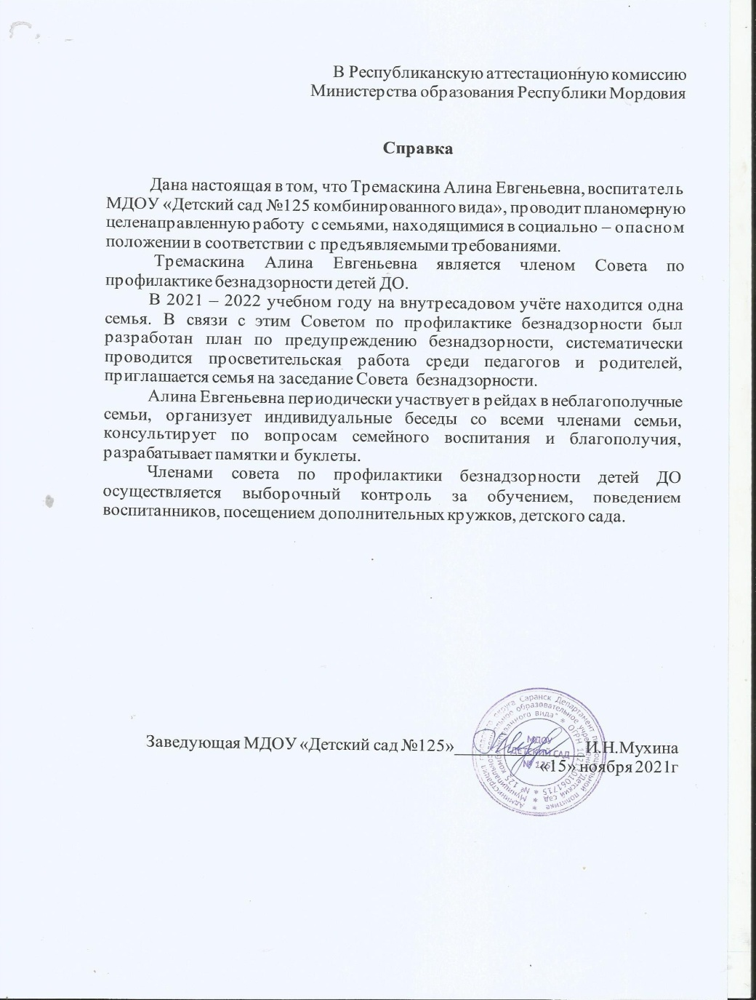 В Республиканскую аттестационную комиссию
Министерства образования Республики Мордовия
Справка
Дана настоящая в том, что Тремаскина Алина Евгеньевна, воспитатель
МДОУ «Детский сад №125 комбинированного вида», проводит планомерную
целенаправленную работу с семьями, находящимися в социально – опасном
положении в соответствии с предъявляемыми требованиями.
Тремаскина Алина Евгеньевна является членом Совета по
профилактике безнадзорности детей ДО.
В 2021 – 2022 учебном году на внутресадовом учёте находится одна
семья. В связи с этим Советом по профилактике безнадзорности был
разработан план по предупреждению безнадзорности, систематически
проводится просветительская работа среди педагогов и родителей,
приглашается семья на заседание Совета безнадзорности.
Алина Евгеньевна периодически участвует в рейдах в неблагополучные
семьи, организует индивидуальные беседы со всеми членами семьи,
консультирует по вопросам семейного воспитания и благополучия,
разрабатывает памятки и буклеты.
Членами совета по профилактики безнадзорности детей ДО
осуществляется выборочный контроль за обучением, поведением
воспитанников, посещением дополнительных кружков, детского сада.
Заведующая МДОУ «Детский сад №125»______________ И.Н.Мухина
«15» ноября 2021г
МДОУ
ДЕТСКИЙ САД
№ 125